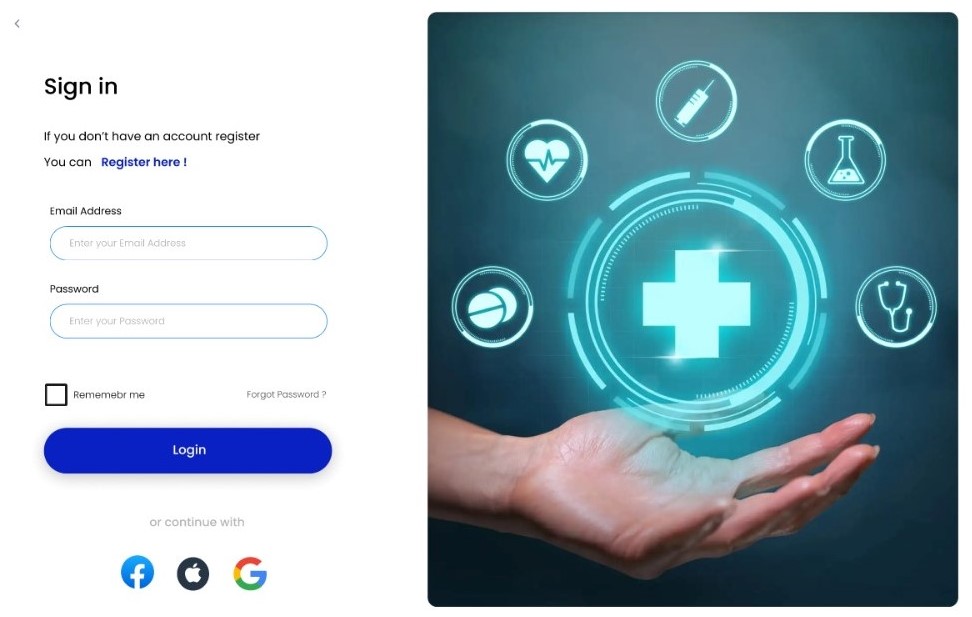 Sign in
If you don't have an account register
You can Register here !
Email Address
Enter your Email Address
Password
Enter your Password
Rememebr me Forgot Password ?
Login
or continue with